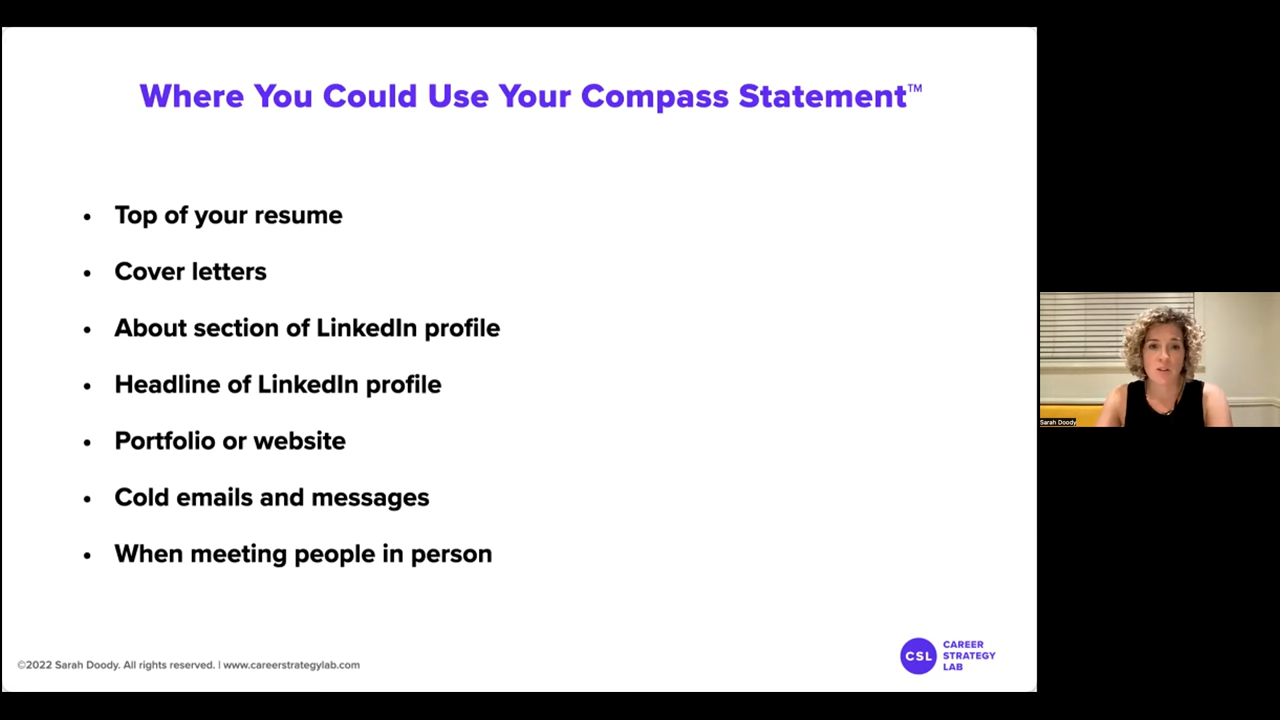 Where You Could Use Your Compass Statement™
• Top of your resume
• Cover letters
• About section of LinkedIn profile
• Headline of LinkedIn profile
• Portfolio or website
• Cold emails and messages
• When meeting people in person
©2022 Sarah Doody. All rights reserved. | www.careerstrategylab.com
CSL
CAREER
STRATEGY
LAB
Sarah Doody